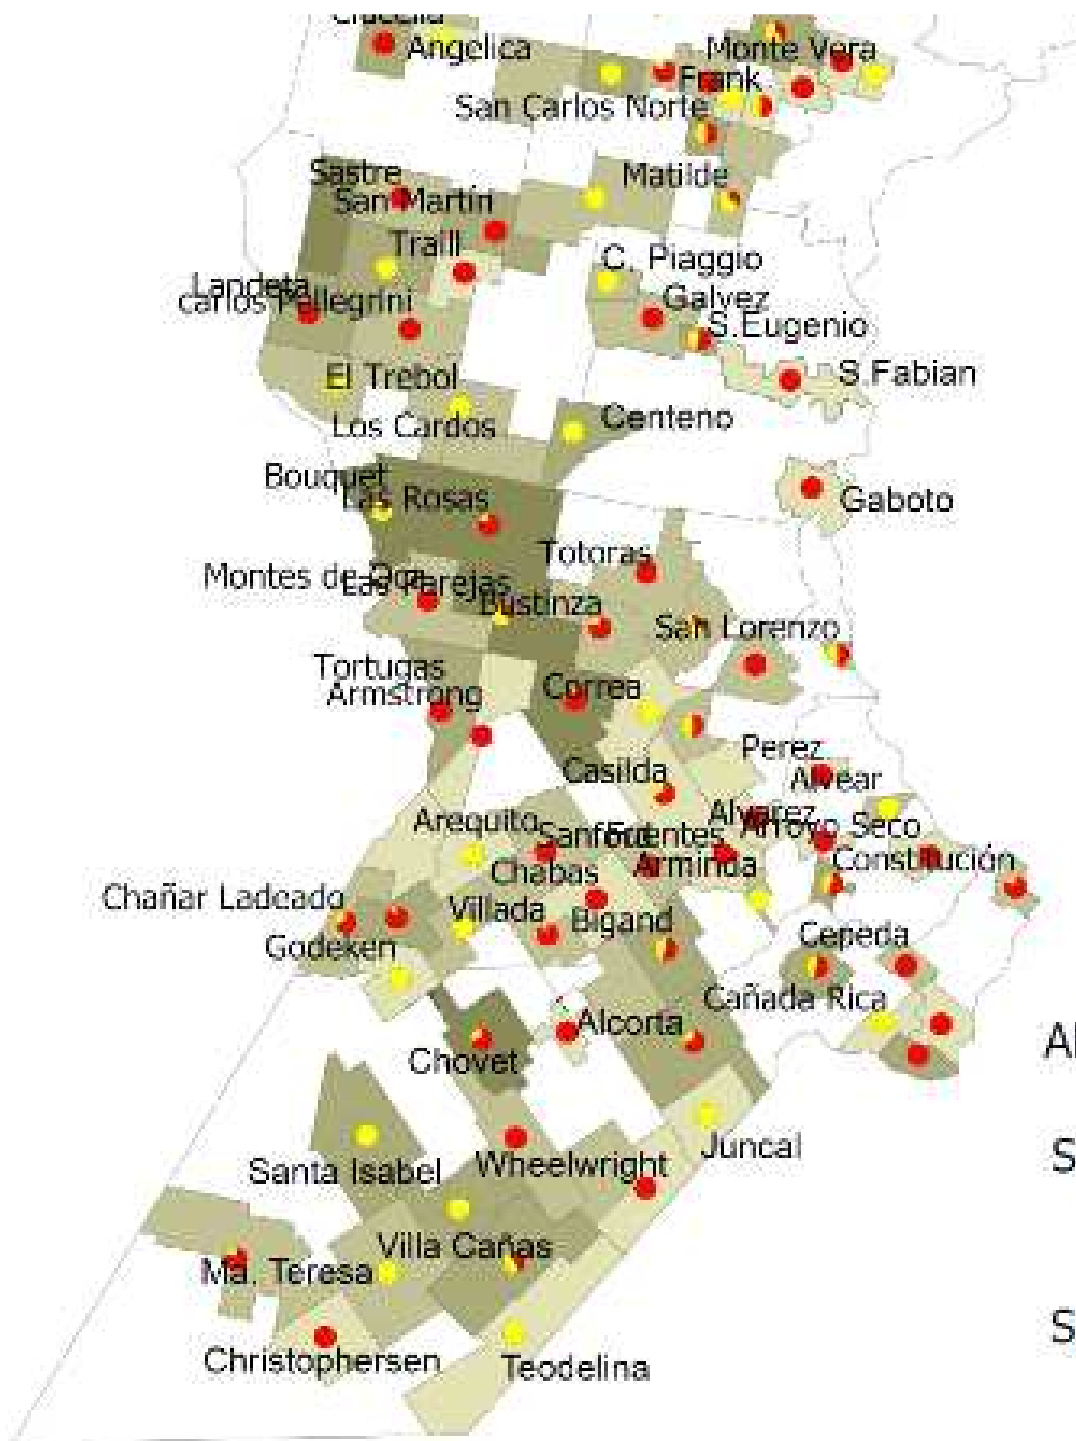 Angelica
Monte Vera
Frank
San Carlos Norte
Sastre
Matilde
San Martín
Traill
C. Piaggio
Landeta
Carlos Pellegrini
Galvez
S.Eugenio
El Trebol
S.Fabian
Los Cardos
Centeno
Bouquet
Las Rosas
Gaboto
Totoras
Montes de Oca
Las Parejas
Bustinza
San Lorenzo
Tortugas
Armstrong
Correa
Perez
Casilda
Alvear
Alvarez
Arequito
Sanford
Fuentes
Arroyo Seco
Chabas
Arminda
Constitución
Chañar Ladeado
Villada
Bigand
Godeken
Cepeda
Cañada Rica
Alcorta
Chovet
Juncal
Santa Isabel
Wheelwright
Villa Cañas
Ma. Teresa
Christophersen
Teodelina